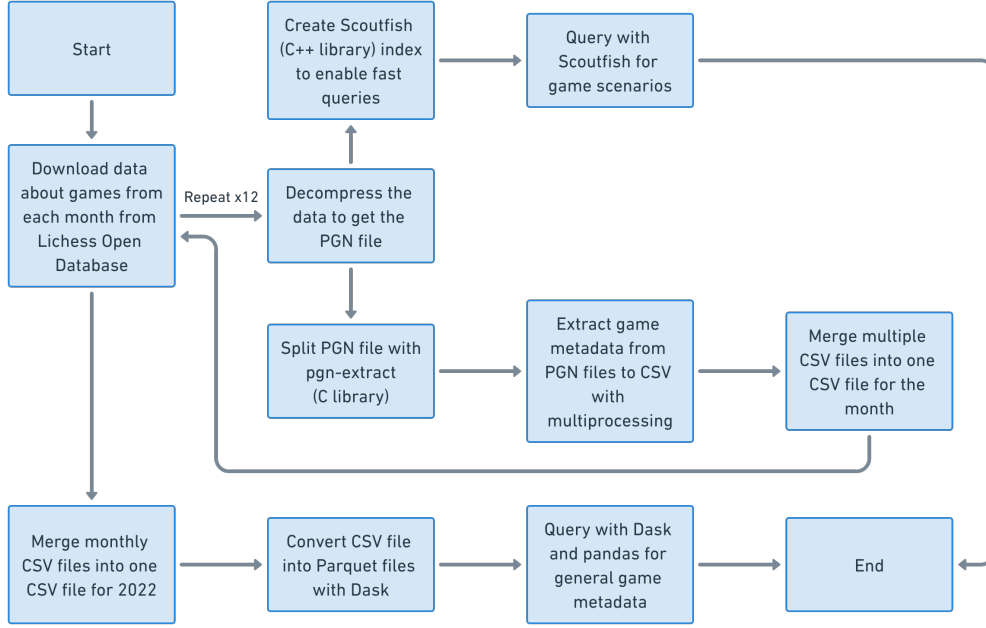 Start
Create Scoutfish
(C++ library) index
to enable fast
queries
Query with
Scoutfish for
game scenarios
Download data
about games from
each month from
Lichess Open
Database
Repeat x12
Decompress the
data to get the
PGN file
Split PGN file with
pgn-extract
(C library)
Extract game
metadata from
PGN files to CSV
with
multiprocessing
Merge multiple
CSV files into one
CSV file for the
month
Merge monthly
CSV files into one
CSV file for 2022
Convert CSV file
into Parquet files
with Dask
Query with Dask
and pandas for
general game
metadata
End